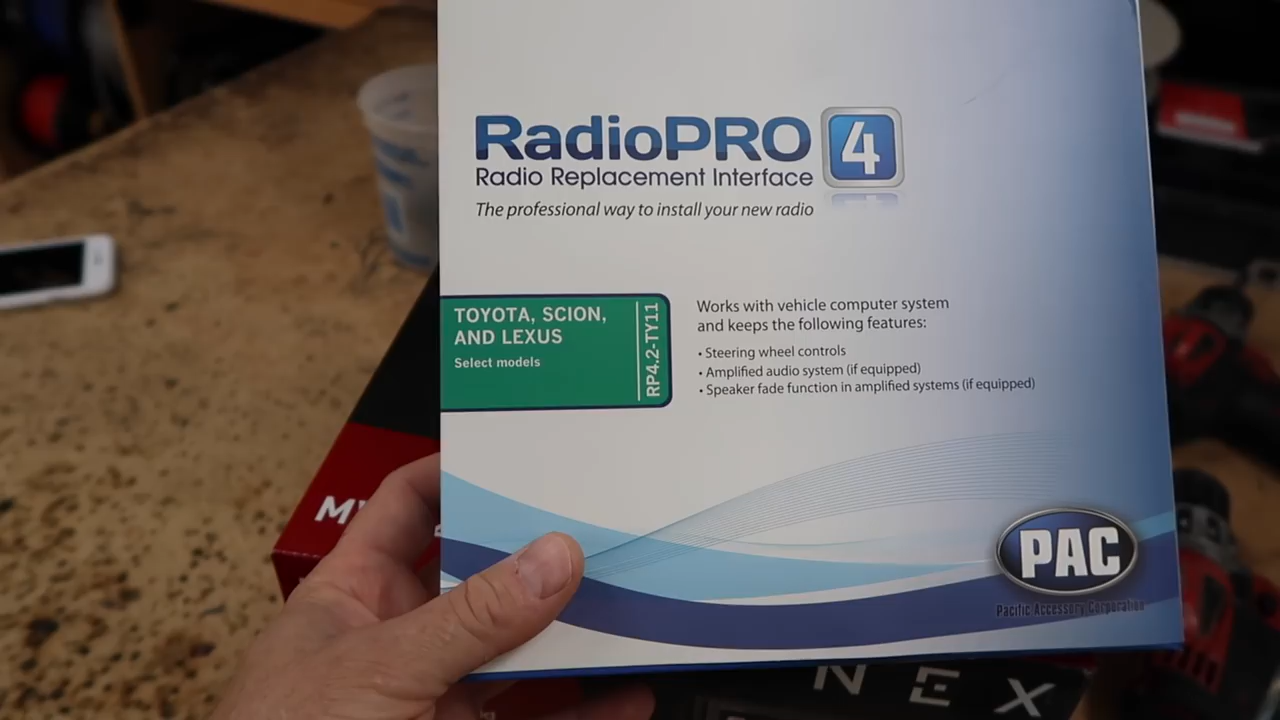 RadioPRO 4
Radio Replacement Interface
The professional way to install your new radio
TOYOTA, SCION,
AND LEXUS
Select models
RP4.2-TY11
Works with vehicle computer system
and keeps the following features:
• Steering wheel controls
• Amplified audio system (if equipped)
• Speaker fade function in amplified systems (if equipped)
PAC
Pacific Accessory Corporation
NEX